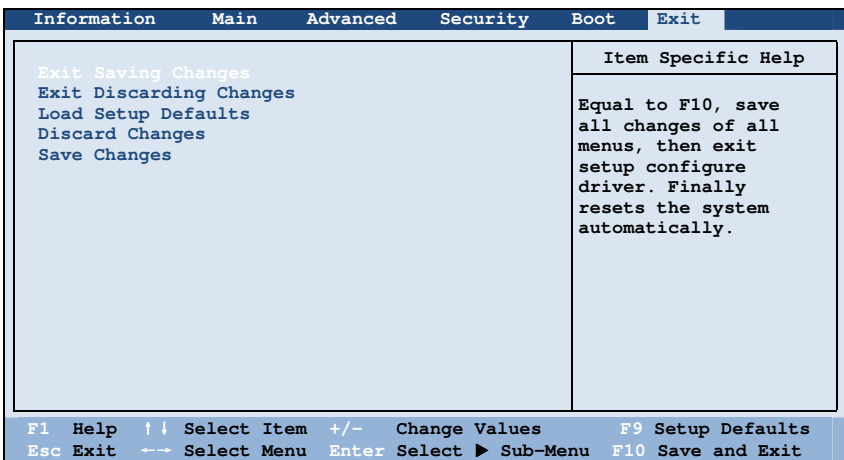 Information Main Advanced Security Boot Exit
Item Specific Help
Exit Saving Changes
Exit Discarding Changes
Load Setup Defaults
Discard Changes
Save Changes
Equal to F10, save
all changes of all
menus, then exit
setup configure
driver. Finally
resets the system
automatically.
F1 Help ↑↓ Select Item +/- Change Values F9 Setup Defaults
Esc Exit ←→ Select Menu Enter Select ▶ Sub-Menu F10 Save and Exit